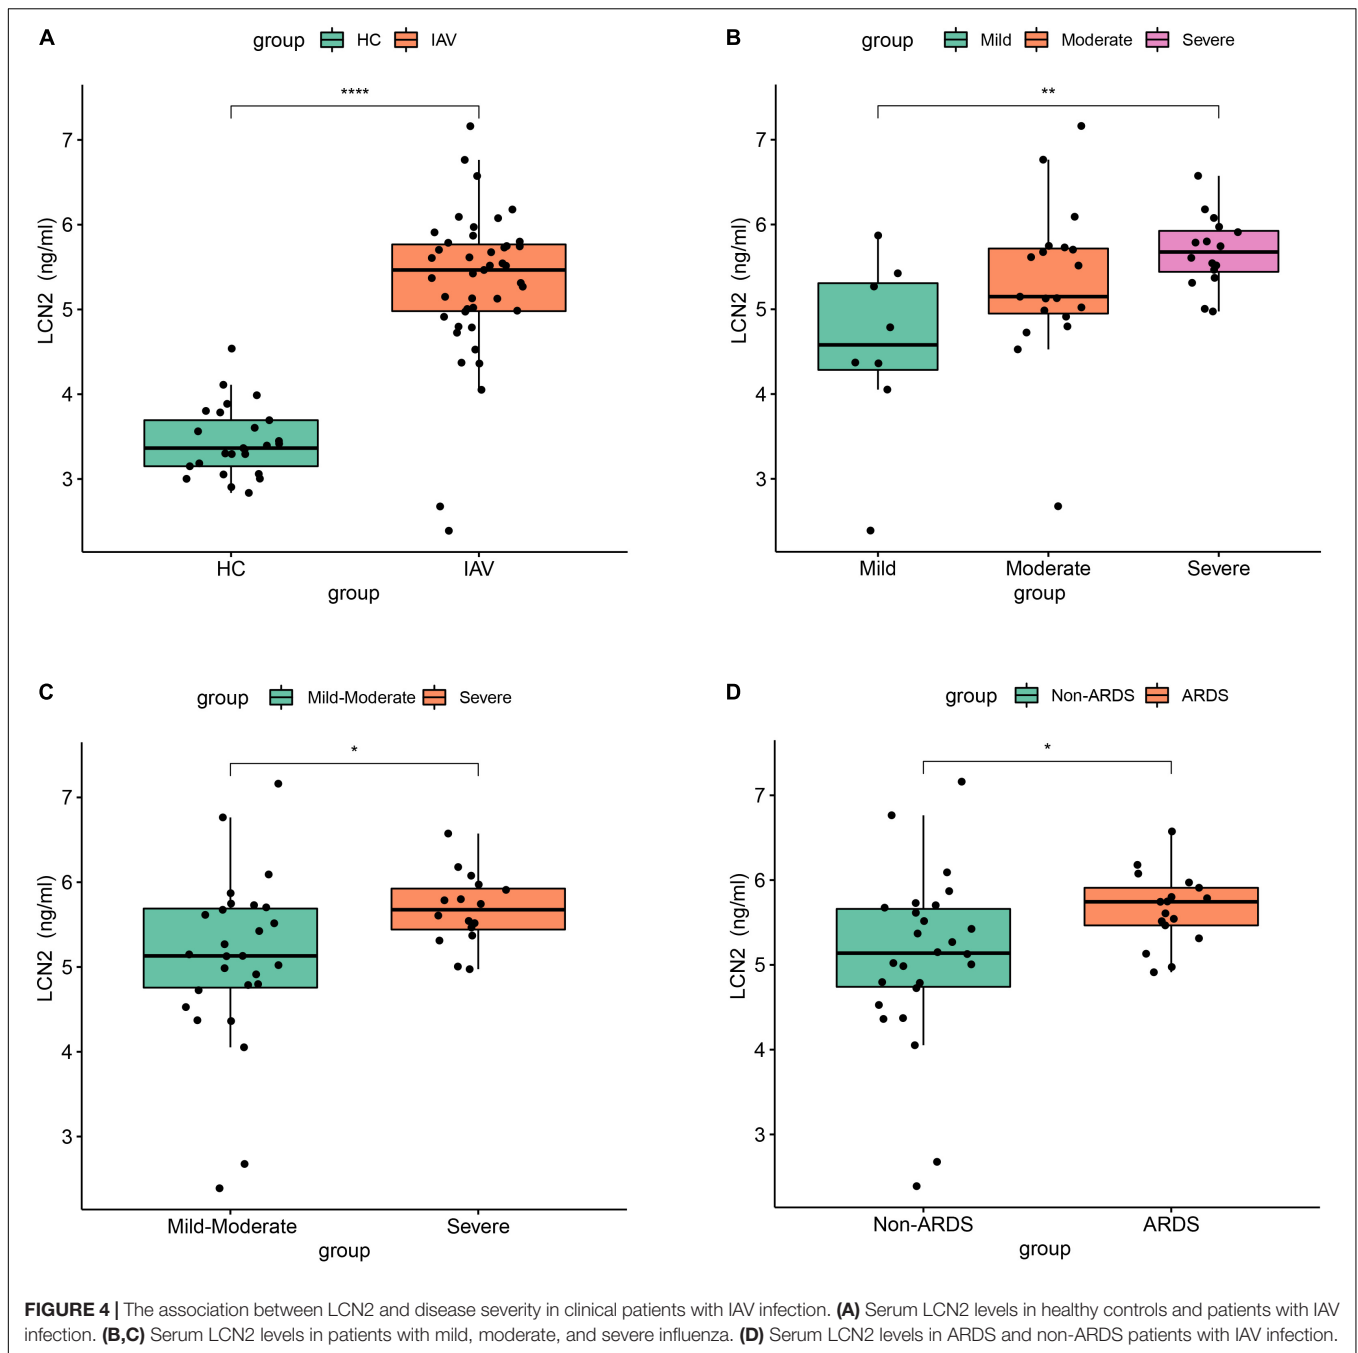 A
group HC IAV
****
LCN2 (ng/ml)
7
6
5
4
3
HC IAV
group
B
group Mild Moderate Severe
**
LCN2 (ng/ml)
7
6
5
4
3
Mild Moderate Severe
group
C
group Mild-Moderate Severe
*
LCN2 (ng/ml)
7
6
5
4
3
Mild-Moderate Severe
group
D
group Non-ARDS ARDS
*
LCN2 (ng/ml)
7
6
5
4
3
Non-ARDS ARDS
group
FIGURE 4 | The association between LCN2 and disease severity in clinical patients with IAV infection. (A) Serum LCN2 levels in healthy controls and patients with IAV
infection. (B,C) Serum LCN2 levels in patients with mild, moderate, and severe influenza. (D) Serum LCN2 levels in ARDS and non-ARDS patients with IAV infection.